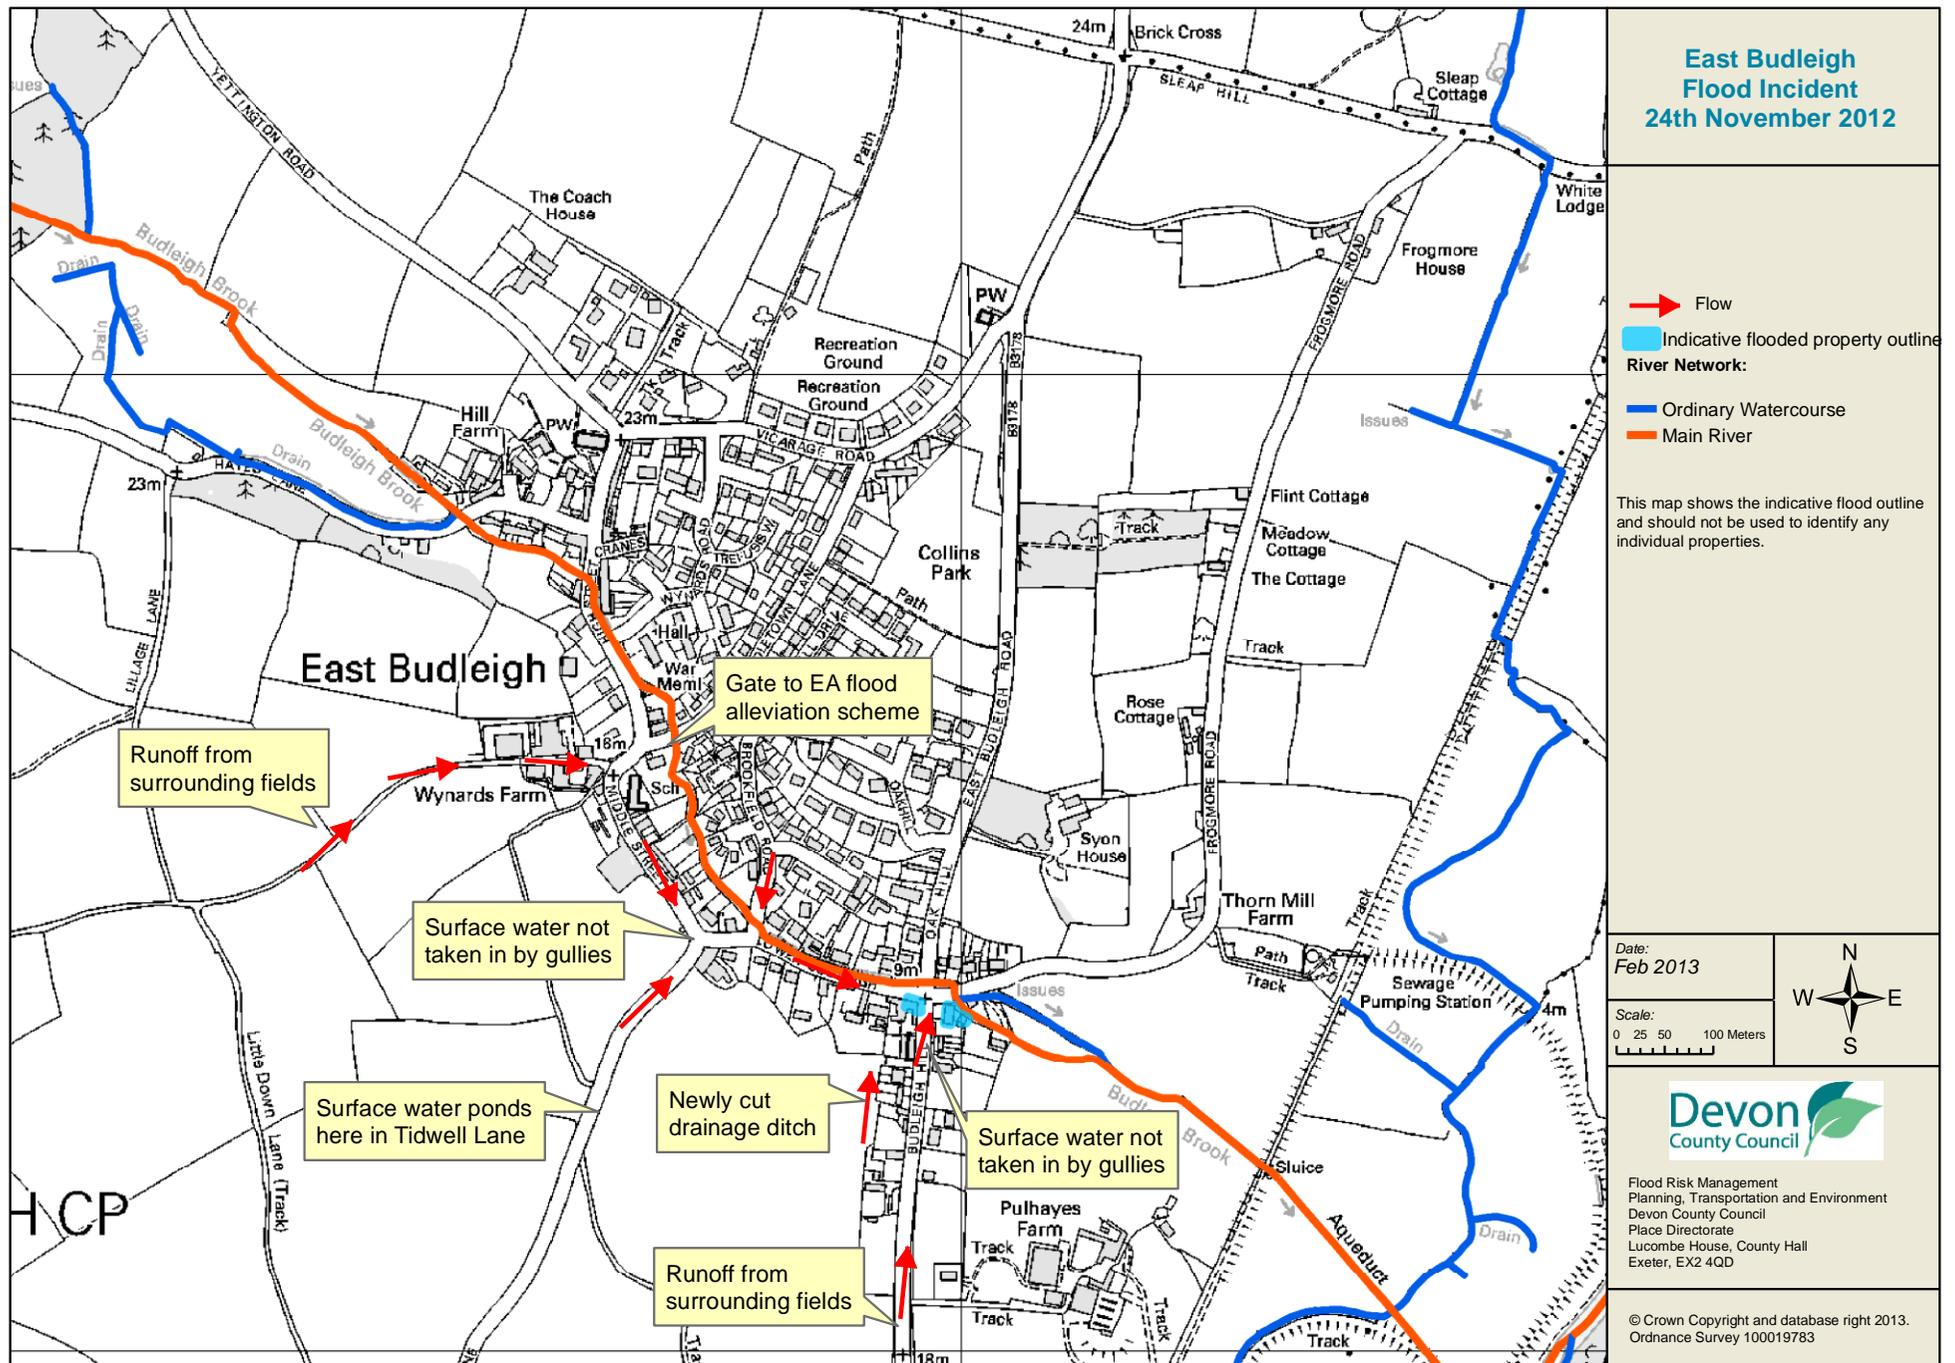 24m
Brick Cross
SLEAP HILL
Sleap
Cottage
YETTINGTON ROAD
Path
The Coach
House
White
Lodge
Frogmore
House
FROGMORE ROAD
Drain
Budleigh Brook
Drain
Drain
PW
Track
Recreation
Ground
Recreation
Ground
B3178
B3178
Hill
Farm
PW
23m
VICARAGE ROAD
Issues
Drain
Budleigh Brook
23m
Flint Cottage
Track
Meadow
Cottage
The Cottage
Collins
Park
Path
CRANES
LILLAGE LANE
Hall
War
Meml
Track
East Budleigh
Gate to EA flood
alleviation scheme
EAST BUDLEIGH ROAD
Rose
Cottage
FROGMORE ROAD
Runoff from
surrounding fields
18m
Wynards Farm
Sch
MIDDLE STREET
BROOKFIELD ROAD
OAKHILL
Syon
House
Surface water not
taken in by gullies
OAK HILL
Thorn Mill
Farm
Track
Path
Track
Sewage
Pumping Station
9m
Issues
4m
Drain
Little Down Lane (Track)
Surface water ponds
here in Tidwell Lane
Newly cut
drainage ditch
Surface water not
taken in by gullies
Brook
Sluice
H CP
Pulhayes
Farm
Track
Aqueduct
Drain
Runoff from
surrounding fields
Track
Track
Track
18m
East Budleigh
Flood Incident
24th November 2012
Flow
Indicative flooded property outline
River Network:
Ordinary Watercourse
Main River
This map shows the indicative flood outline
and should not be used to identify any
individual properties.
Date:
Feb 2013
Scale:
0 25 50 100 Meters
N
W E
S
Devon
County Council
Flood Risk Management
Planning, Transportation and Environment
Devon County Council
Place Directorate
Lucombe House, County Hall
Exeter, EX2 4QD
© Crown Copyright and database right 2013.
Ordnance Survey 100019783